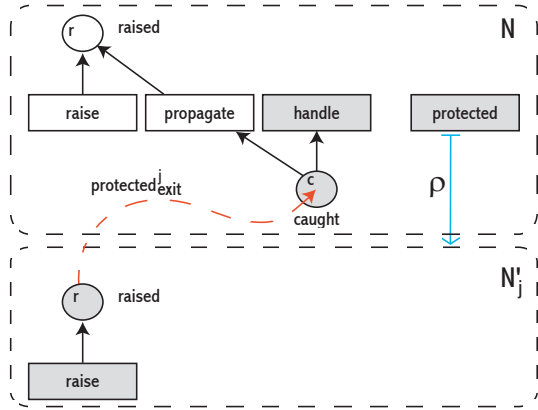 r raised N
raise propagate handle protected
c
ρ
protected j exit
caught
N'j
r raised
raise